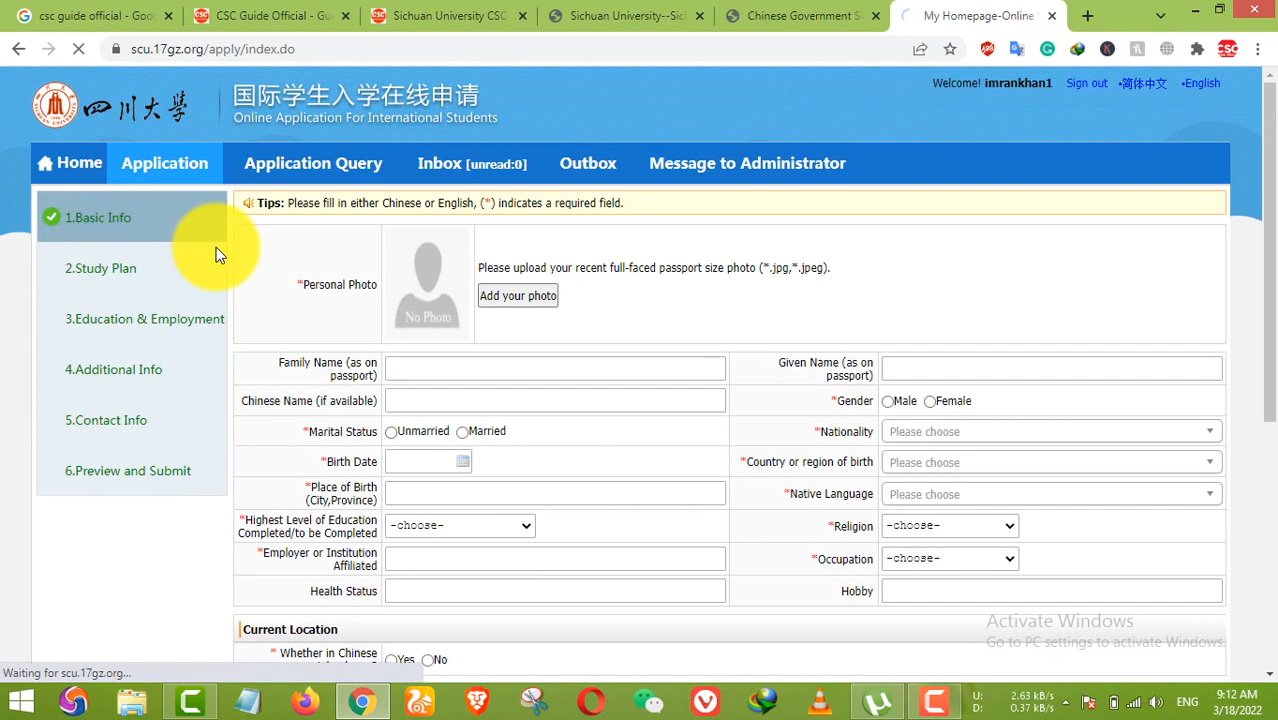 csc guide official - Goo
CSC Guide Official - Gui
Sichuan University CSC
Sichuan University--Sich
Chinese Government Sc
My Homepage-Online
scu.17gz.org/apply/index.do
四川大學
国际学生入学在线申请
Online Application For International Students
Welcome! imrankhan1 Sign out •简体中文 •English
Home Application Application Query Inbox [unread:0] Outbox Message to Administrator
1.Basic Info
2.Study Plan
3.Education & Employment
4.Additional Info
5.Contact Info
6.Preview and Submit
Tips: Please fill in either Chinese or English, (*) indicates a required field.
*Personal Photo
No Photo
Please upload your recent full-faced passport size photo (*.jpg,*.jpeg).
Add your photo
Family Name (as on
passport)
Given Name (as on
passport)
Chinese Name (if available)
*Gender Male Female
*Marital Status Unmarried Married
*Nationality Please choose
*Birth Date
*Country or region of birth Please choose
*Place of Birth
(City,Province)
*Native Language Please choose
*Highest Level of Education
Completed/to be Completed
-choose-
*Religion -choose-
*Employer or Institution
Affiliated
*Occupation -choose-
Health Status
Hobby
Current Location
* Whether in Chinese
Yes No
Activate Windows
Go to PC settings to activate Windows.
Waiting for scu.17gz.org...
U: 2.63 kB/s
D: 0.37 kB/s
ENG
9:12 AM
3/18/2022